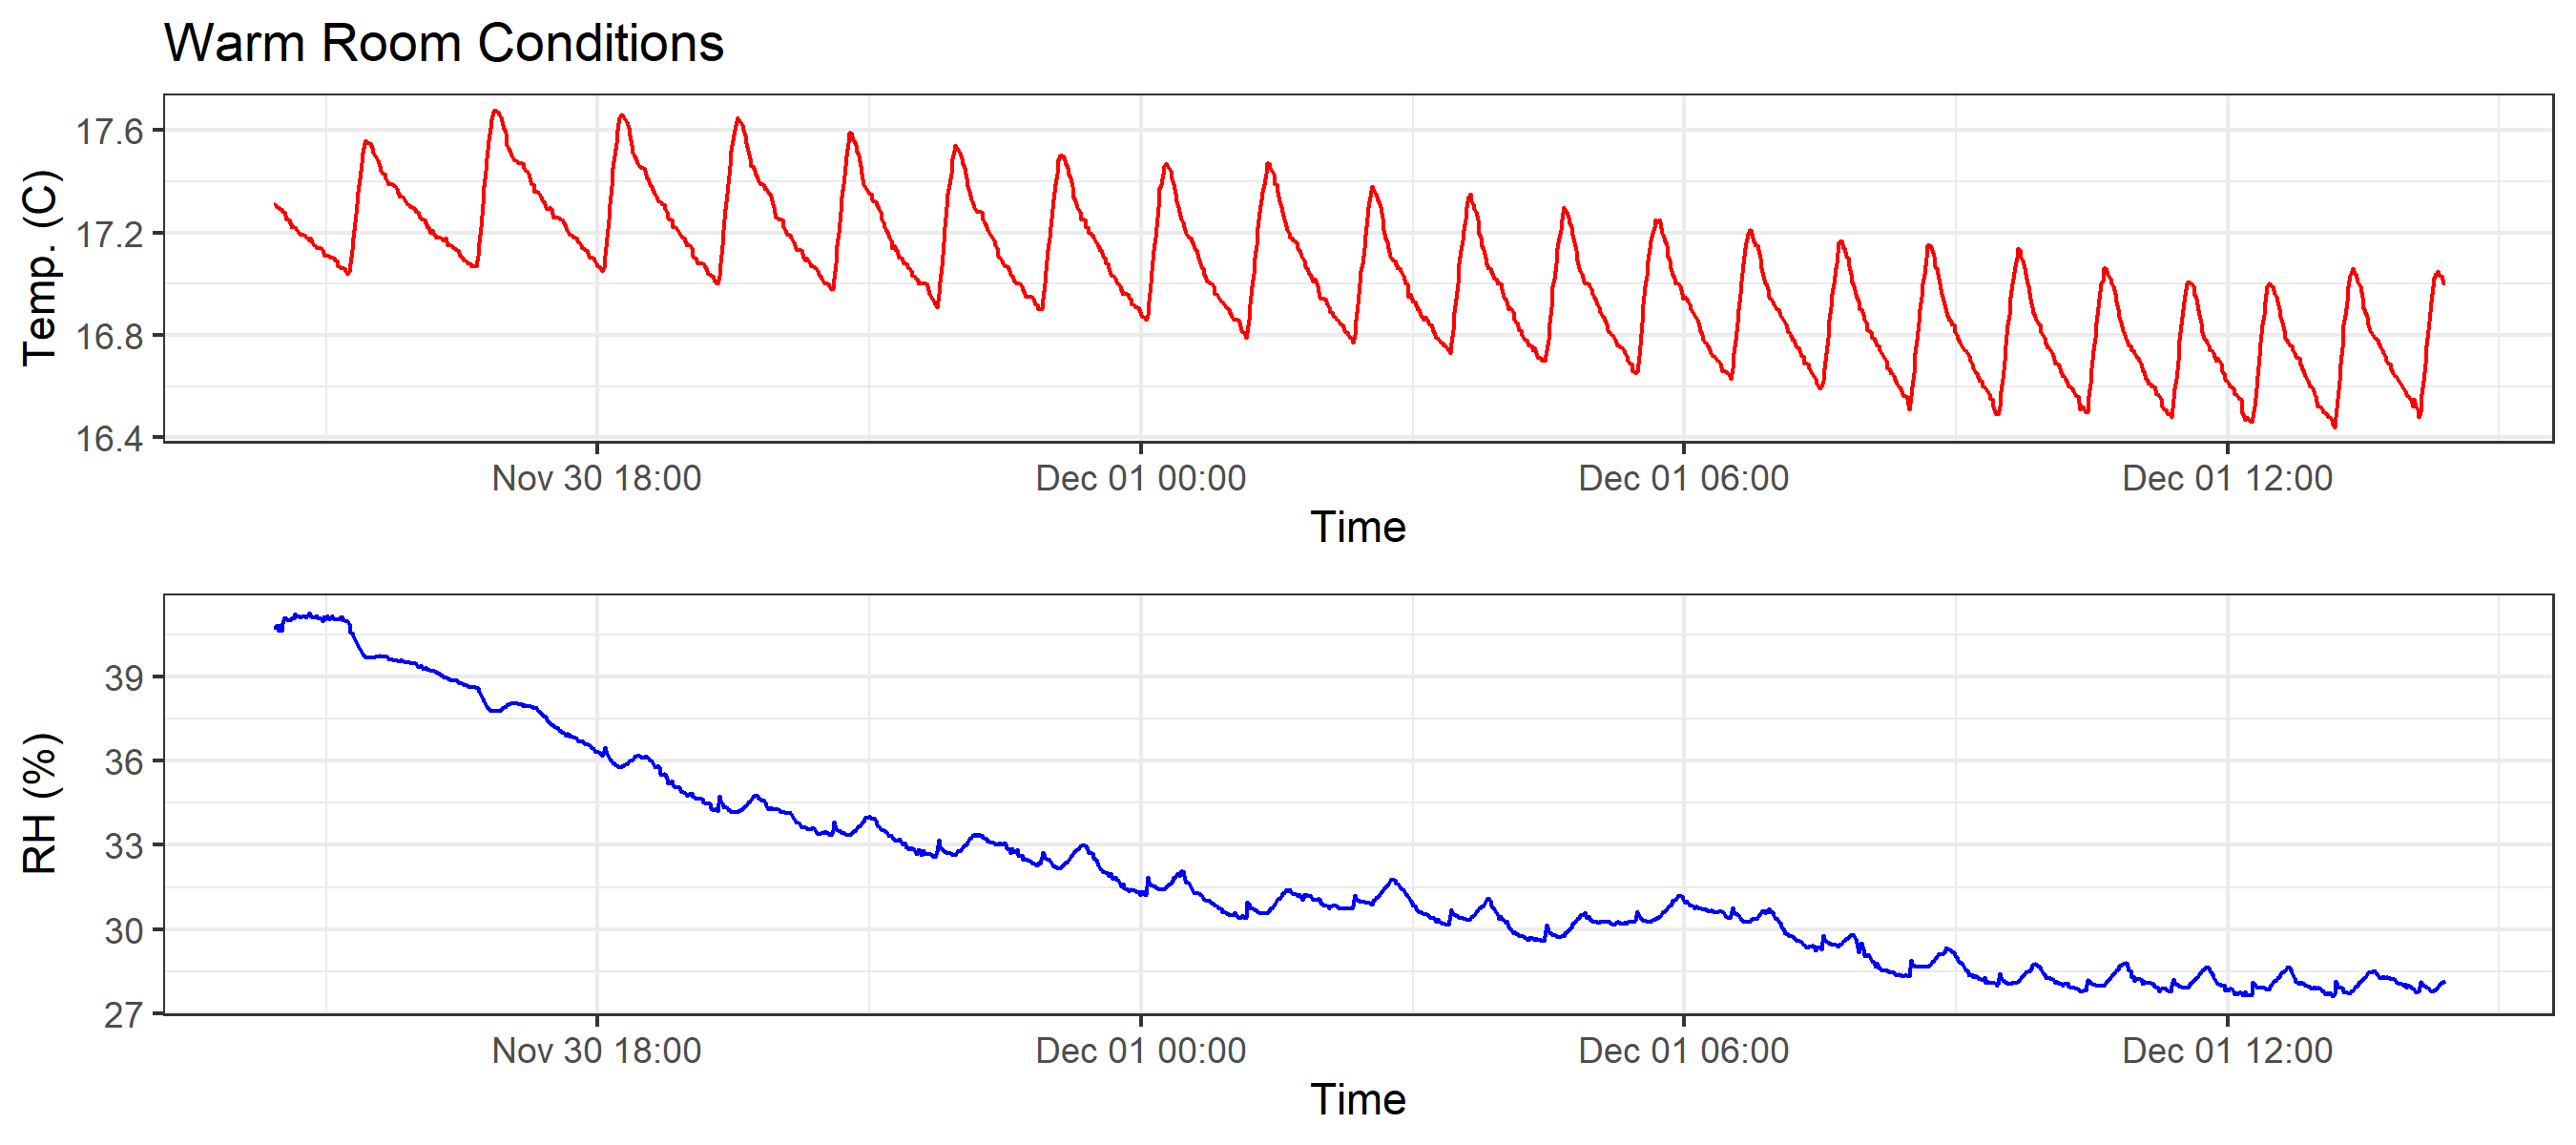 Warm Room Conditions
Temp. (C)
17.6
17.2
16.8
16.4
Nov 30 18:00 Dec 01 00:00 Dec 01 06:00 Dec 01 12:00
Time
RH (%)
39
36
33
30
27
Nov 30 18:00 Dec 01 00:00 Dec 01 06:00 Dec 01 12:00
Time